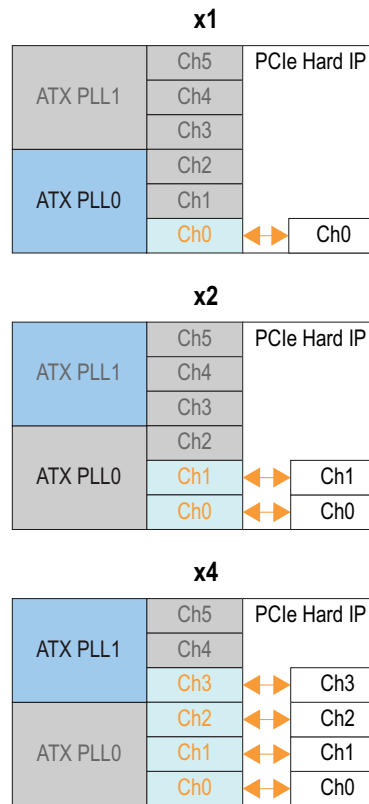 x1
Ch5 PCIe Hard IP
ATX PLL1 Ch4
Ch3
Ch2
ATX PLL0 Ch1
Ch0 Ch0
x2
Ch5 PCIe Hard IP
ATX PLL1 Ch4
Ch3
Ch2
ATX PLL0 Ch1 Ch1
Ch0 Ch0
x4
Ch5 PCIe Hard IP
ATX PLL1 Ch4
Ch3 Ch3
Ch2 Ch2
ATX PLL0 Ch1 Ch1
Ch0 Ch0